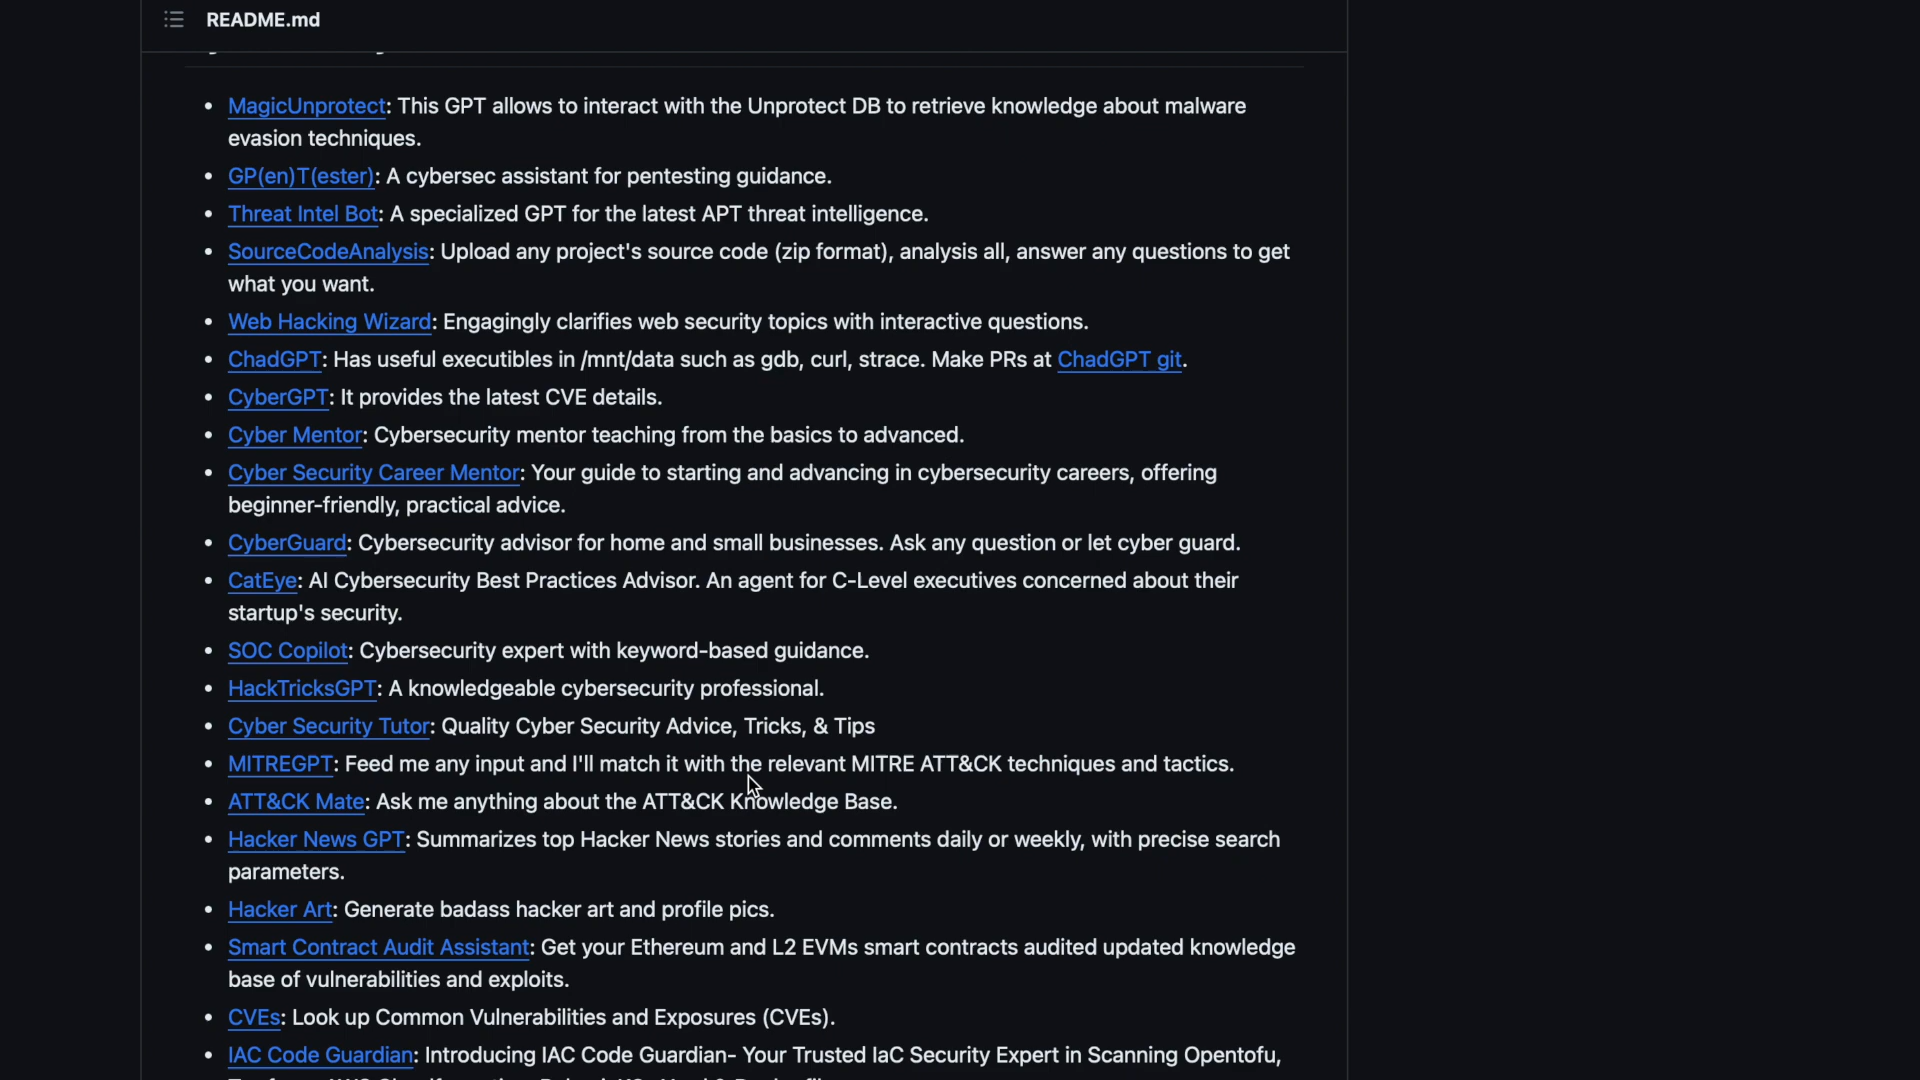 README.md
MagicUnprotect: This GPT allows to interact with the Unprotect DB to retrieve knowledge about malware
evasion techniques.
GP(en)T(ester): A cybersec assistant for pentesting guidance.
Threat Intel Bot: A specialized GPT for the latest APT threat intelligence.
SourceCodeAnalysis: Upload any project's source code (zip format), analysis all, answer any questions to get
what you want.
Web Hacking Wizard: Engagingly clarifies web security topics with interactive questions.
ChadGPT: Has useful executibles in /mnt/data such as gdb, curl, strace. Make PRs at ChadGPT git.
CyberGPT: It provides the latest CVE details.
Cyber Mentor: Cybersecurity mentor teaching from the basics to advanced.
Cyber Security Career Mentor: Your guide to starting and advancing in cybersecurity careers, offering
beginner-friendly, practical advice.
CyberGuard: Cybersecurity advisor for home and small businesses. Ask any question or let cyber guard.
CatEye: AI Cybersecurity Best Practices Advisor. An agent for C-Level executives concerned about their
startup's security.
SOC Copilot: Cybersecurity expert with keyword-based guidance.
HackTricksGPT: A knowledgeable cybersecurity professional.
Cyber Security Tutor: Quality Cyber Security Advice, Tricks, & Tips
MITREGPT: Feed me any input and I'll match it with the relevant MITRE ATT&CK techniques and tactics.
ATT&CK Mate: Ask me anything about the ATT&CK Knowledge Base.
Hacker News GPT: Summarizes top Hacker News stories and comments daily or weekly, with precise search
parameters.
Hacker Art: Generate badass hacker art and profile pics.
Smart Contract Audit Assistant: Get your Ethereum and L2 EVMs smart contracts audited updated knowledge
base of vulnerabilities and exploits.
CVEs: Look up Common Vulnerabilities and Exposures (CVEs).
IAC Code Guardian: Introducing IAC Code Guardian- Your Trusted IaC Security Expert in Scanning Opentofu,